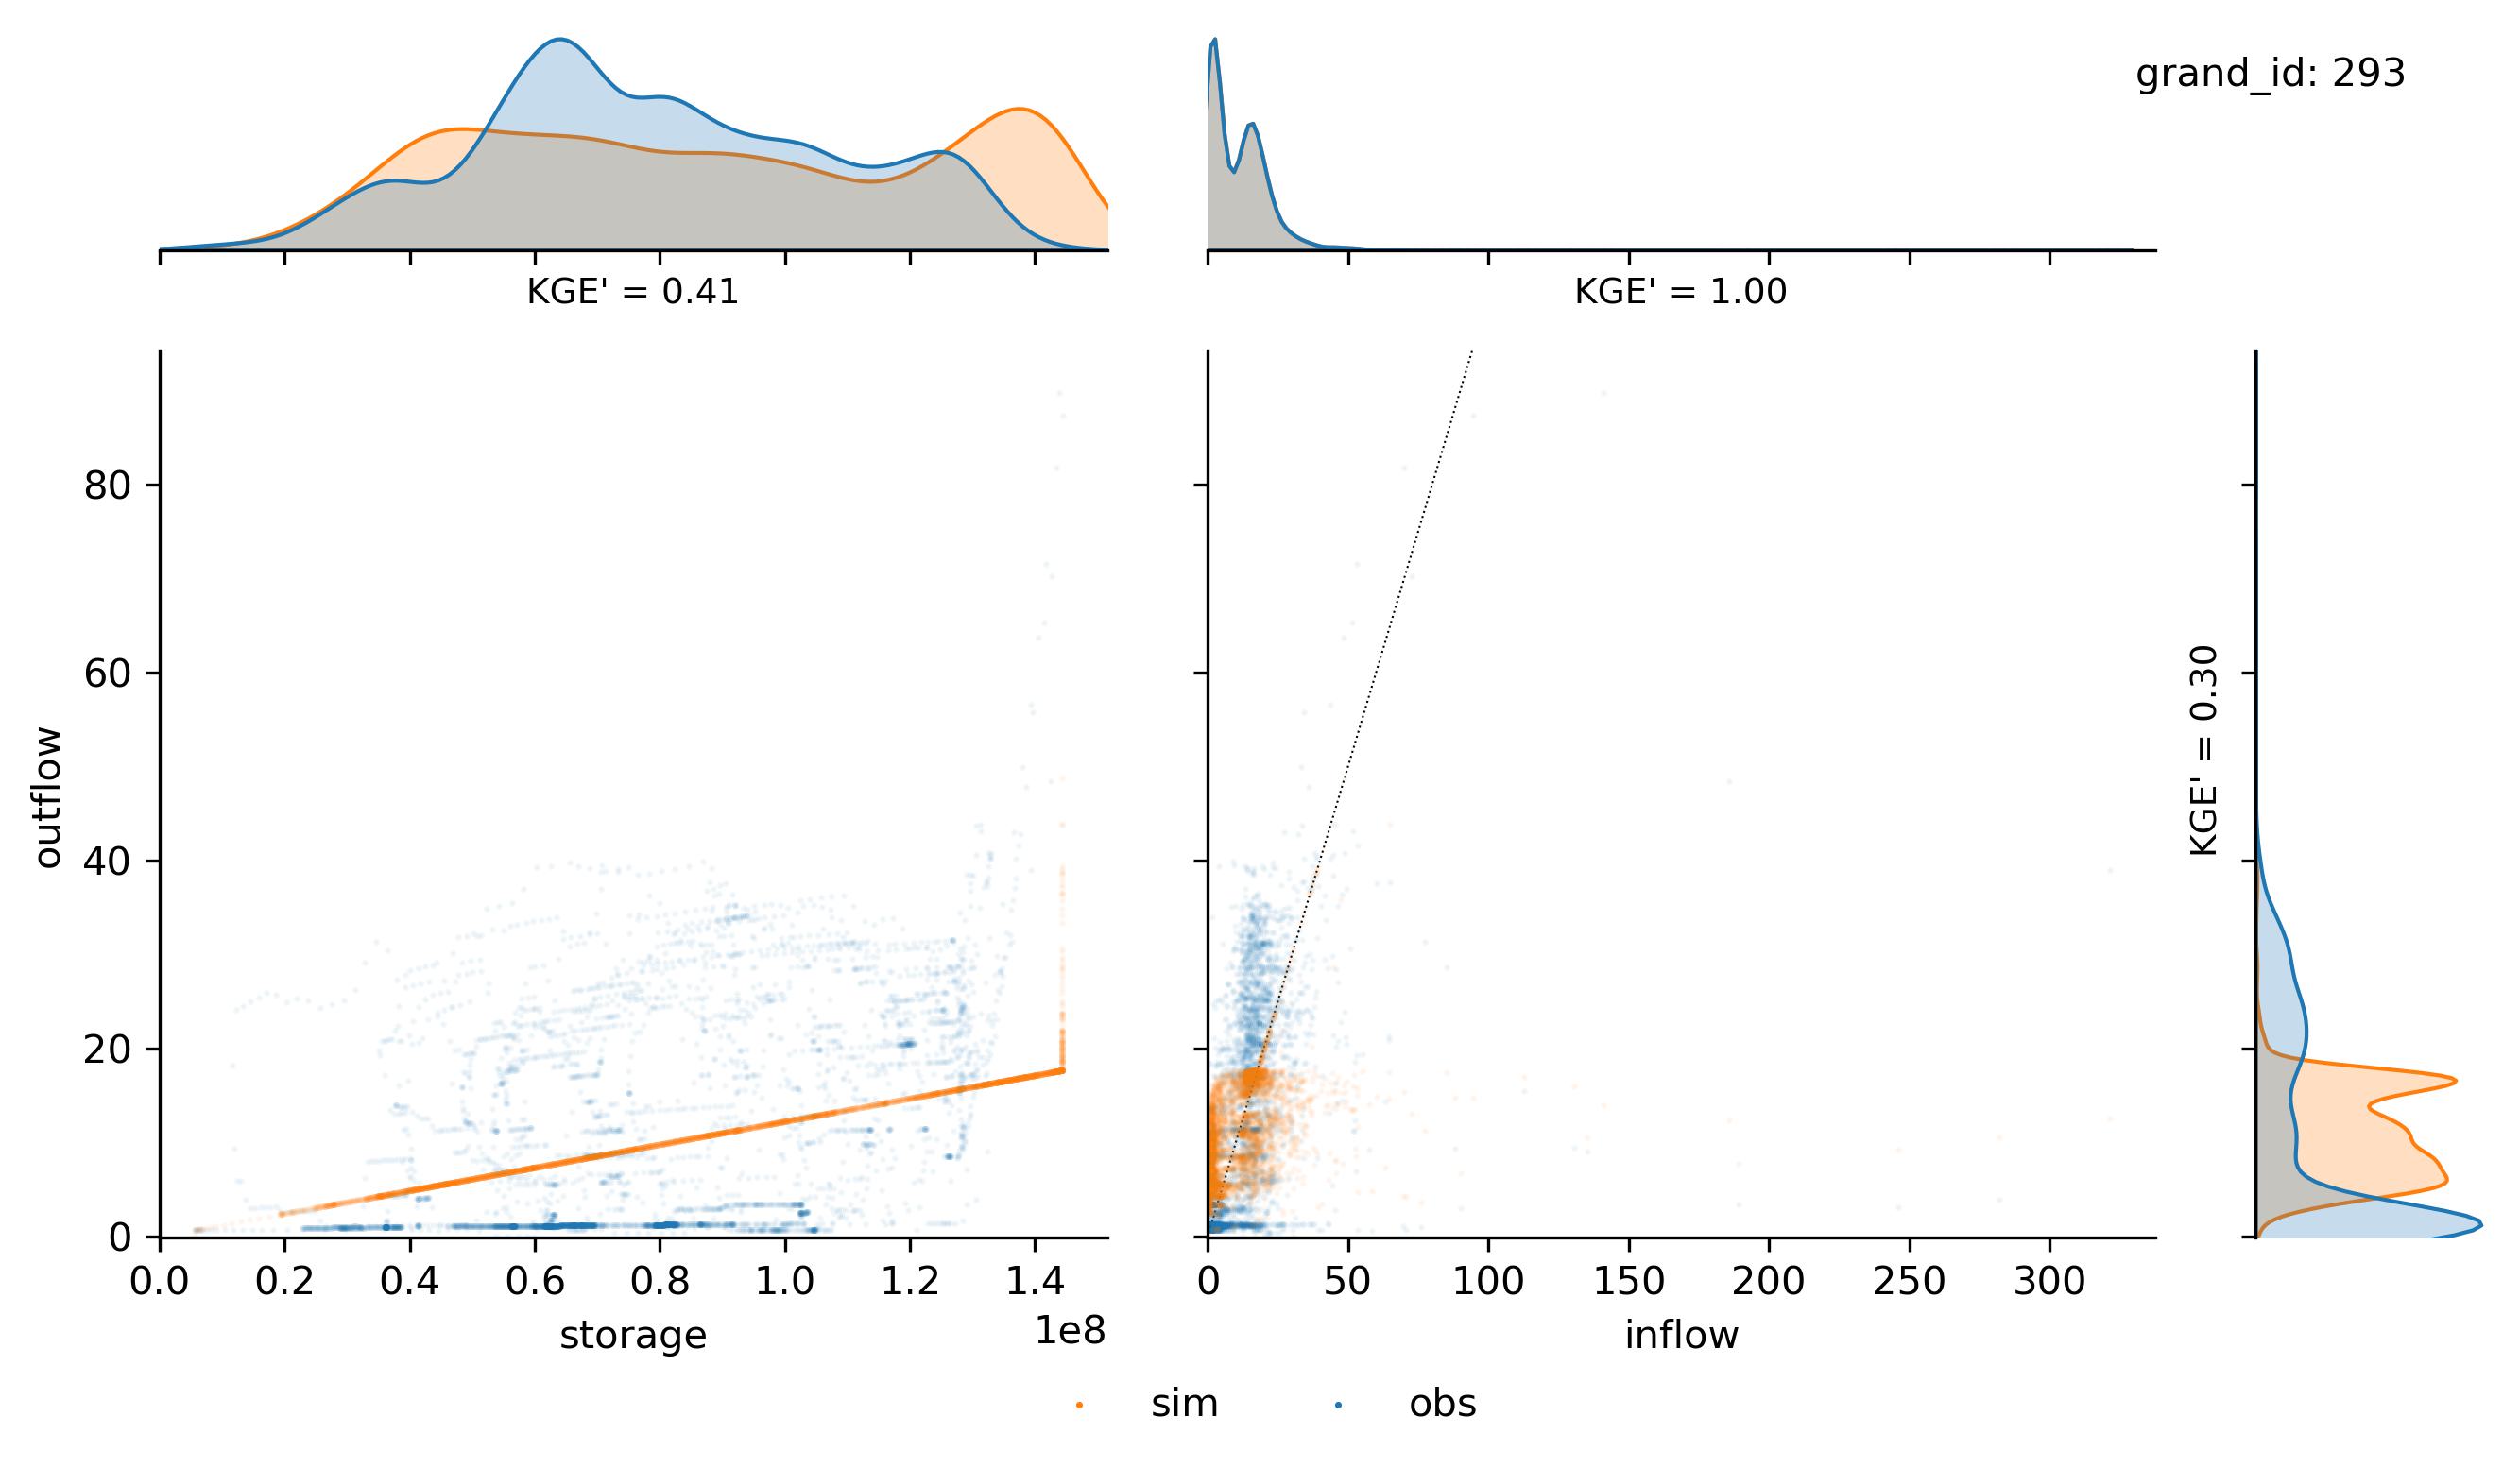 grand_id: 293
KGE' = 0.41
KGE' = 1.00
outflow
80
60
40
20
0
KGE' = 0.30
0.0 0.2 0.4 0.6 0.8 1.0 1.2 1.4
1e8
storage
0 50 100 150 200 250 300
inflow
sim obs